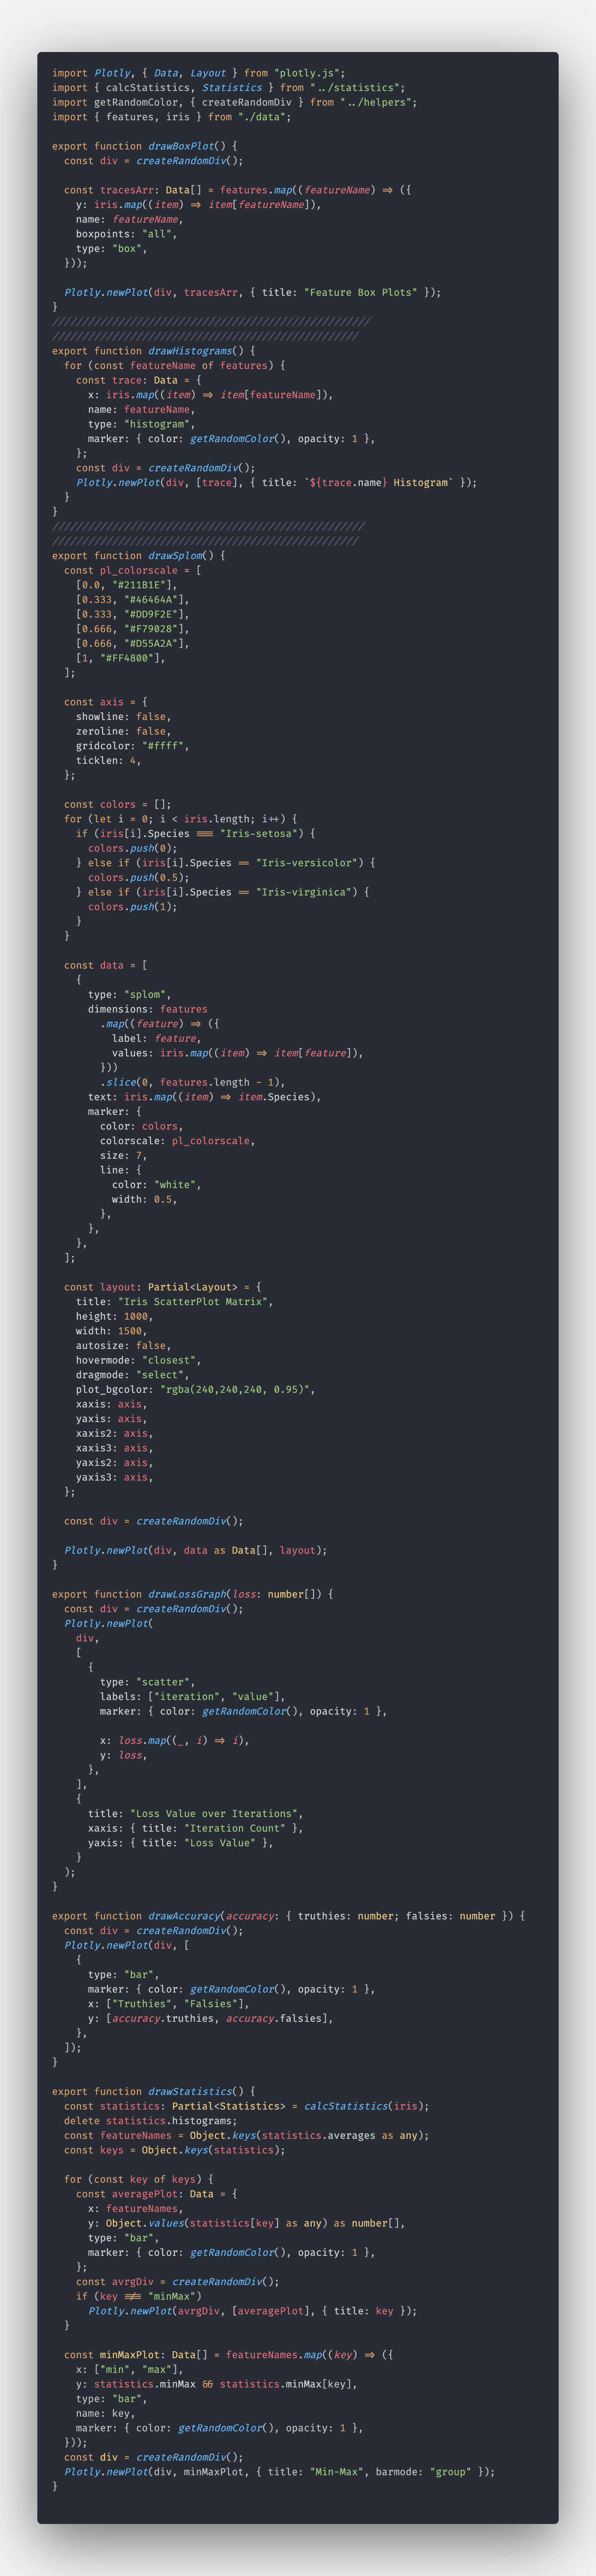 import Plotly, { Data, Layout } from "plotly.js";
import { calcStatistics, Statistics } from "../statistics";
import getRandomColor, { createRandomDiv } from "../helpers";
import { features, iris } from "./data";

export function drawBoxPlot() {
  const div = createRandomDiv();

  const tracesArr: Data[] = features.map((featureName) => ({
    y: iris.map((item) => item[featureName]),
    name: featureName,
    boxpoints: "all",
    type: "box",
  }));

  Plotly.newPlot(div, tracesArr, { title: "Feature Box Plots" });
}
/////////////////////////////////////////////////////
///////////////////////////////////////////////////
export function drawHistograms() {
  for (const featureName of features) {
    const trace: Data = {
      x: iris.map((item) => item[featureName]),
      name: featureName,
      type: "histogram",
      marker: { color: getRandomColor(), opacity: 1 },
    };
    const div = createRandomDiv();
    Plotly.newPlot(div, [trace], { title: `${trace.name} Histogram` });
  }
}
////////////////////////////////////////////////////
///////////////////////////////////////////////////
export function drawSplom() {
  const pl_colorscale = [
    [0.0, "#211B1E"],
    [0.333, "#46464A"],
    [0.333, "#DD9F2E"],
    [0.666, "#F79028"],
    [0.666, "#D55A2A"],
    [1, "#FF4800"],
  ];

  const axis = {
    showline: false,
    zeroline: false,
    gridcolor: "#ffff",
    ticklen: 4,
  };

  const colors = [];
  for (let i = 0; i < iris.length; i++) {
    if (iris[i].Species === "Iris-setosa") {
      colors.push(0);
    } else if (iris[i].Species == "Iris-versicolor") {
      colors.push(0.5);
    } else if (iris[i].Species == "Iris-virginica") {
      colors.push(1);
    }
  }

  const data = [
    {
      type: "splom",
      dimensions: features
        .map((feature) => ({
          label: feature,
          values: iris.map((item) => item[feature]),
        }))
        .slice(0, features.length - 1),
      text: iris.map((item) => item.Species),
      marker: {
        color: colors,
        colorscale: pl_colorscale,
        size: 7,
        line: {
          color: "white",
          width: 0.5,
        },
      },
    },
  ];

  const layout: Partial<Layout> = {
    title: "Iris ScatterPlot Matrix",
    height: 1000,
    width: 1500,
    autosize: false,
    hovermode: "closest",
    dragmode: "select",
    plot_bgcolor: "rgba(240,240,240, 0.95)",
    xaxis: axis,
    yaxis: axis,
    xaxis2: axis,
    xaxis3: axis,
    yaxis2: axis,
    yaxis3: axis,
  };

  const div = createRandomDiv();

  Plotly.newPlot(div, data as Data[], layout);
}

export function drawLossGraph(loss: number[]) {
  const div = createRandomDiv();
  Plotly.newPlot(
    div,
    [
      {
        type: "scatter",
        labels: ["iteration", "value"],
        marker: { color: getRandomColor(), opacity: 1 },

        x: loss.map((_, i) => i),
        y: loss,
      },
    ],
    {
      title: "Loss Value over Iterations",
      xaxis: { title: "Iteration Count" },
      yaxis: { title: "Loss Value" },
    }
  );
}

export function drawAccuracy(accuracy: { truthies: number; falsies: number }) {
  const div = createRandomDiv();
  Plotly.newPlot(div, [
    {
      type: "bar",
      marker: { color: getRandomColor(), opacity: 1 },
      x: ["Truthies", "Falsies"],
      y: [accuracy.truthies, accuracy.falsies],
    },
  ]);
}

export function drawStatistics() {
  const statistics: Partial<Statistics> = calcStatistics(iris);
  delete statistics.histograms;
  const featureNames = Object.keys(statistics.averages as any);
  const keys = Object.keys(statistics);

  for (const key of keys) {
    const averagePlot: Data = {
      x: featureNames,
      y: Object.values(statistics[key] as any) as number[],
      type: "bar",
      marker: { color: getRandomColor(), opacity: 1 },
    };
    const avrgDiv = createRandomDiv();
    if (key !== "minMax")
      Plotly.newPlot(avrgDiv, [averagePlot], { title: key });
  }

  const minMaxPlot: Data[] = featureNames.map((key) => ({
    x: ["min", "max"],
    y: statistics.minMax && statistics.minMax[key],
    type: "bar",
    name: key,
    marker: { color: getRandomColor(), opacity: 1 },
  }));
  const div = createRandomDiv();
  Plotly.newPlot(div, minMaxPlot, { title: "Min-Max", barmode: "group" });
}